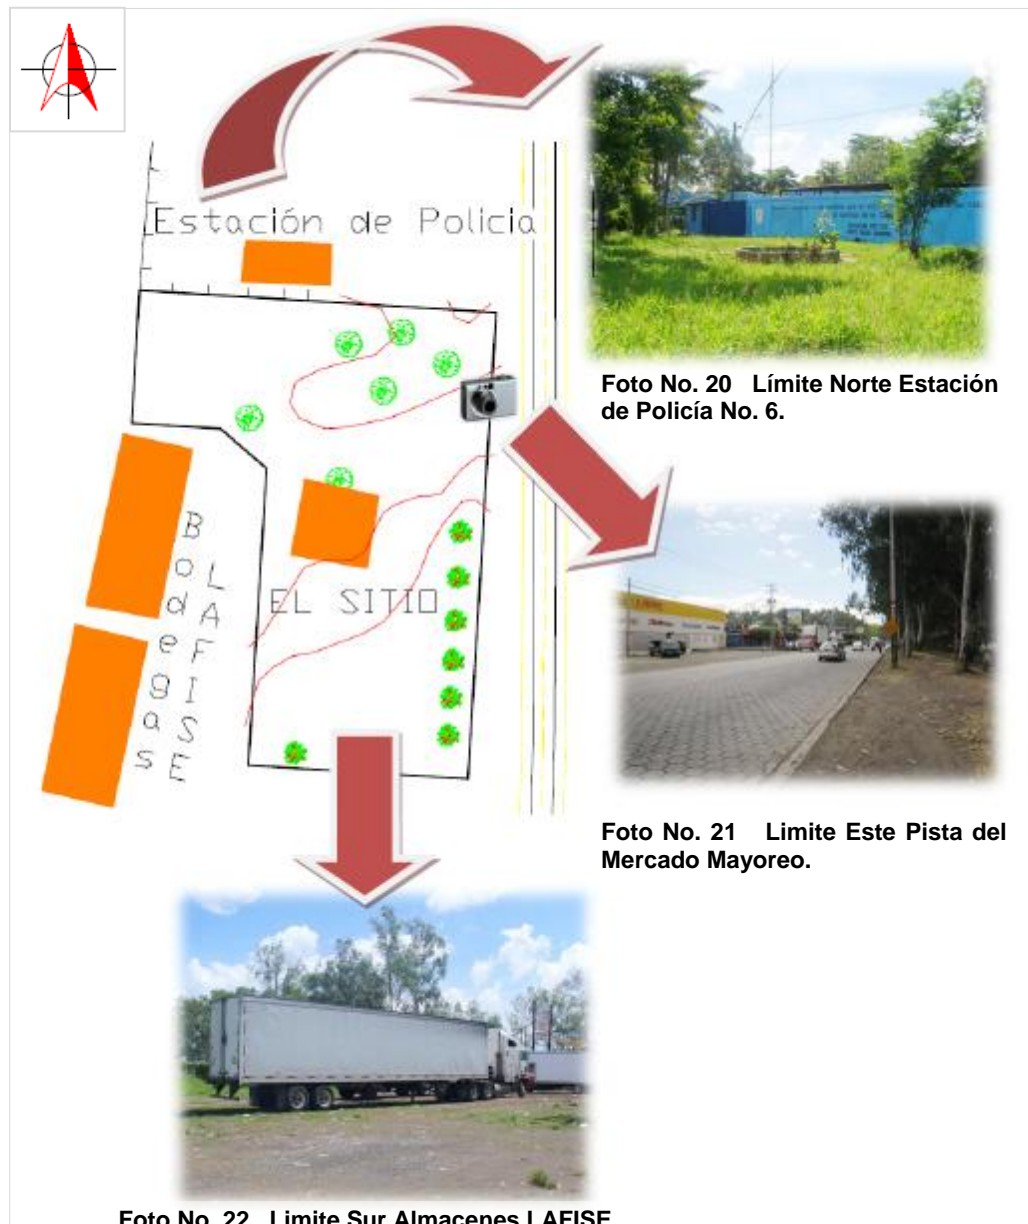 Estación de Policia
Foto No. 20 Límite Norte Estación
de Policía No. 6.
Bodegas
LAFISE
EL SITIO
Foto No. 21 Limite Este Pista del
Mercado Mayoreo.
Foto No. 22 Limite Sur Almacenes LAFISE